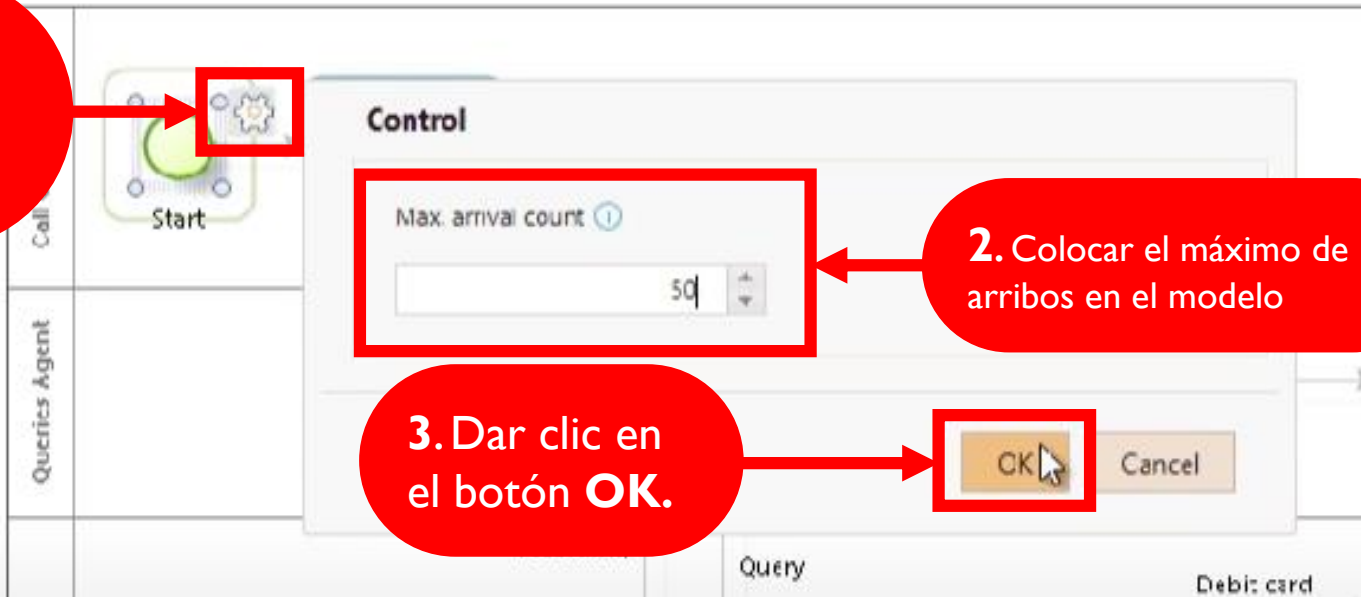 Control
Max. arrival count
50
2. Colocar el máximo de
arribos en el modelo
3. Dar clic en
el botón OK.
OK
Cancel
Start
Call
Queries Agent
Query
Debit card